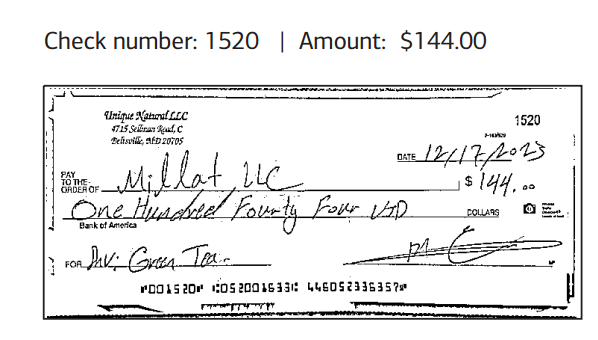 Check number: 1520 | Amount: $144.00
Unique Natural LLC
4715 Sellman Road, C
Beltsville, MD 20705
1520
DATE 12/17/2023
PAY
TO THE
ORDER OF Millat LLC $ 144.00
One Hundred Fourty Four USD DOLLARS
Bank of America
FOR Inv: Green Tea
⑈001520⑈ ⑆052001633⑆ 446052336357⑈